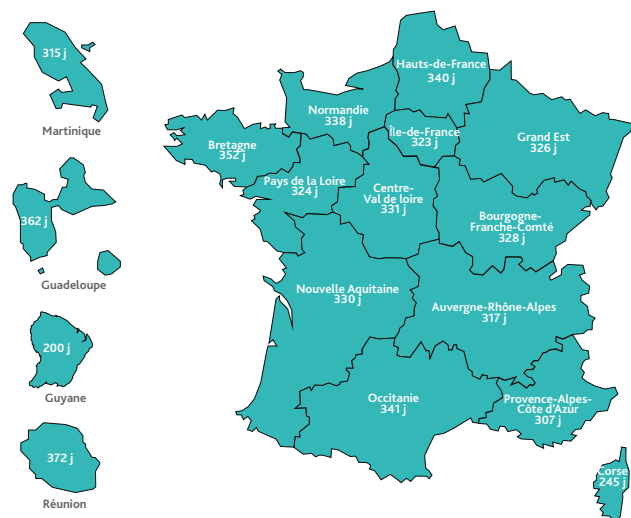 315 j
Martinique
362 j
Guadeloupe
200 j
Guyane
372 j
Réunion
Hauts-de-France
340 j
Normandie
338 j
Île-de-France
323 j
Grand Est
326 j
Bretagne
352 j
Pays de la Loire
324 j
Centre-
Val de loire
331 j
Bourgogne-
Franche-Comté
328 j
Nouvelle Aquitaine
330 j
Auvergne-Rhône-Alpes
317 j
Occitanie
341 j
Provence-Alpes-
Côte d'Azur
307 j
Corse
245 j